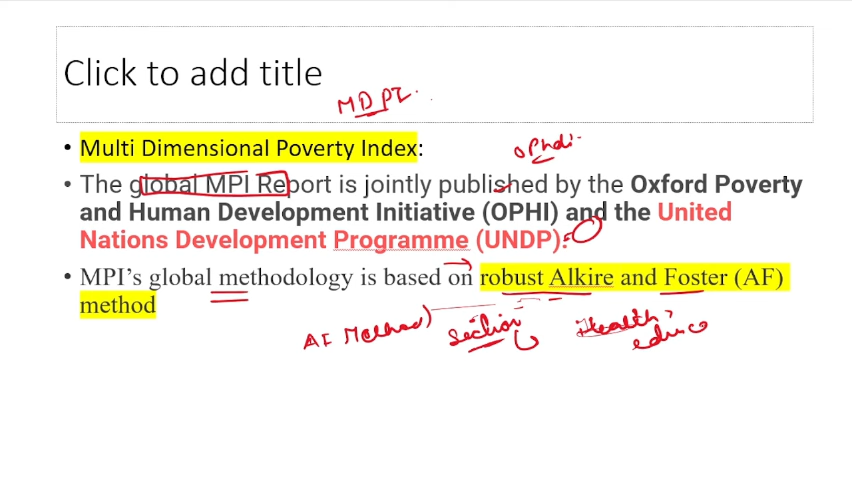 Click to add title
MDPI.
• Multi Dimensional Poverty Index:
OPhdi
• The global MPI Report is jointly published by the Oxford Poverty
and Human Development Initiative (OPHI) and the United
Nations Development Programme (UNDP).
• MPI's global methodology is based on robust Alkire and Foster (AF)
method
AF Method) Section Health,
educ